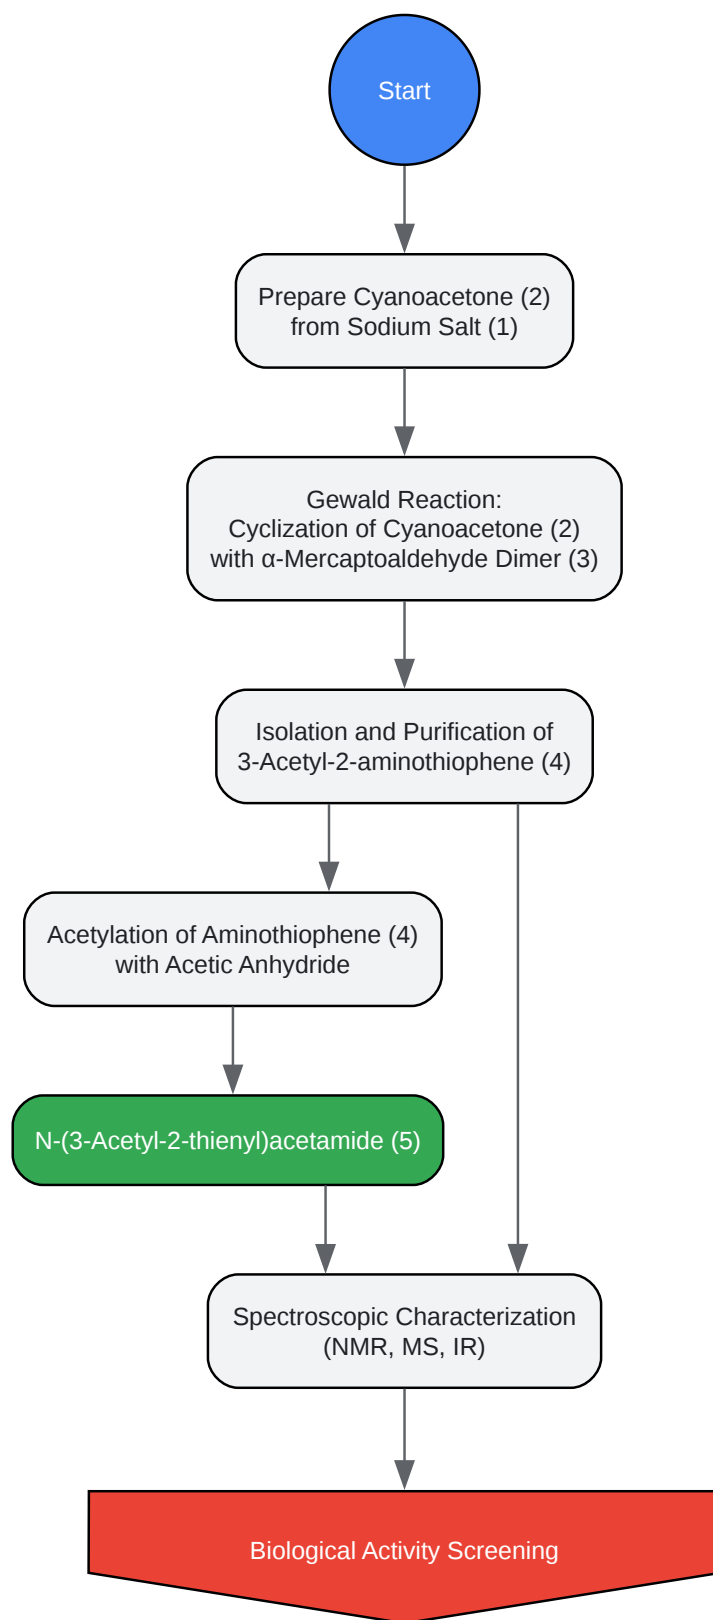 Start
Prepare Cyanoacetone (2)
from Sodium Salt (1)
Gewald Reaction:
Cyclization of Cyanoacetone (2)
with α-Mercaptoaldehyde Dimer (3)
Isolation and Purification of
3-Acetyl-2-aminothiophene (4)
Acetylation of Aminothiophene (4)
with Acetic Anhydride
N-(3-Acetyl-2-thienyl)acetamide (5)
Spectroscopic Characterization
(NMR, MS, IR)
Biological Activity Screening